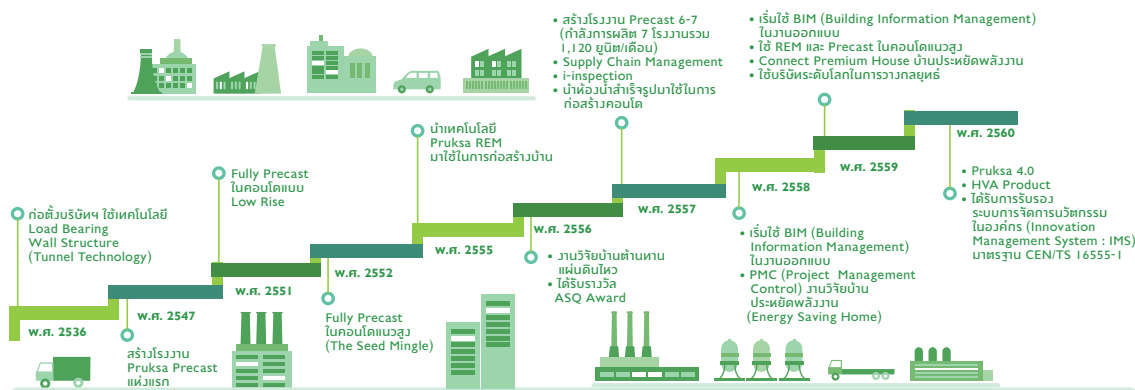 ก่อตั้งบริษัทฯ ใช้เทคโนโลยี
Load Bearing
Wall Structure
(Tunnel Technology)
พ.ศ. 2536
พ.ศ. 2547
สร้างโรงงาน
Pruksa Precast
แห่งแรก
Fully Precast
ในคอนโดแบบ
Low Rise
พ.ศ. 2551
พ.ศ. 2552
Fully Precast
ในคอนโดแนวสูง
(The Seed Mingle)
นำเทคโนโลยี
Pruksa REM
มาใช้ในการก่อสร้างบ้าน
พ.ศ. 2555
พ.ศ. 2556
• งานวิจัยบ้านต้านทาน
แผ่นดินไหว
• ได้รับรางวัล
ASQ Award
• สร้างโรงงาน Precast 6-7
(กำลังการผลิต 7 โรงงานรวม
1,120 ยูนิต/เดือน)
• Supply Chain Management
• i-inspection
• นำห้องน้ำสำเร็จรูปมาใช้ในการ
ก่อสร้างคอนโด
พ.ศ. 2557
พ.ศ. 2558
• เริ่มใช้ BIM (Building
Information Management)
ในงานออกแบบ
• PMC (Project Management
Control) งานวิจัยบ้าน
ประหยัดพลังงาน
(Energy Saving Home)
• เริ่มใช้ BIM (Building Information Management)
ในงานออกแบบ
• ใช้ REM และ Precast ในคอนโดแนวสูง
• Connect Premium House บ้านประหยัดพลังงาน
• ใช้บริษัทระดับโลกในการวางกลยุทธ์
พ.ศ. 2559
พ.ศ. 2560
• Pruksa 4.0
• HVA Product
• ได้รับการรับรอง
ระบบการจัดการนวัตกรรม
ในองค์กร (Innovation
Management System : IMS)
มาตรฐาน CEN/TS 16555-1